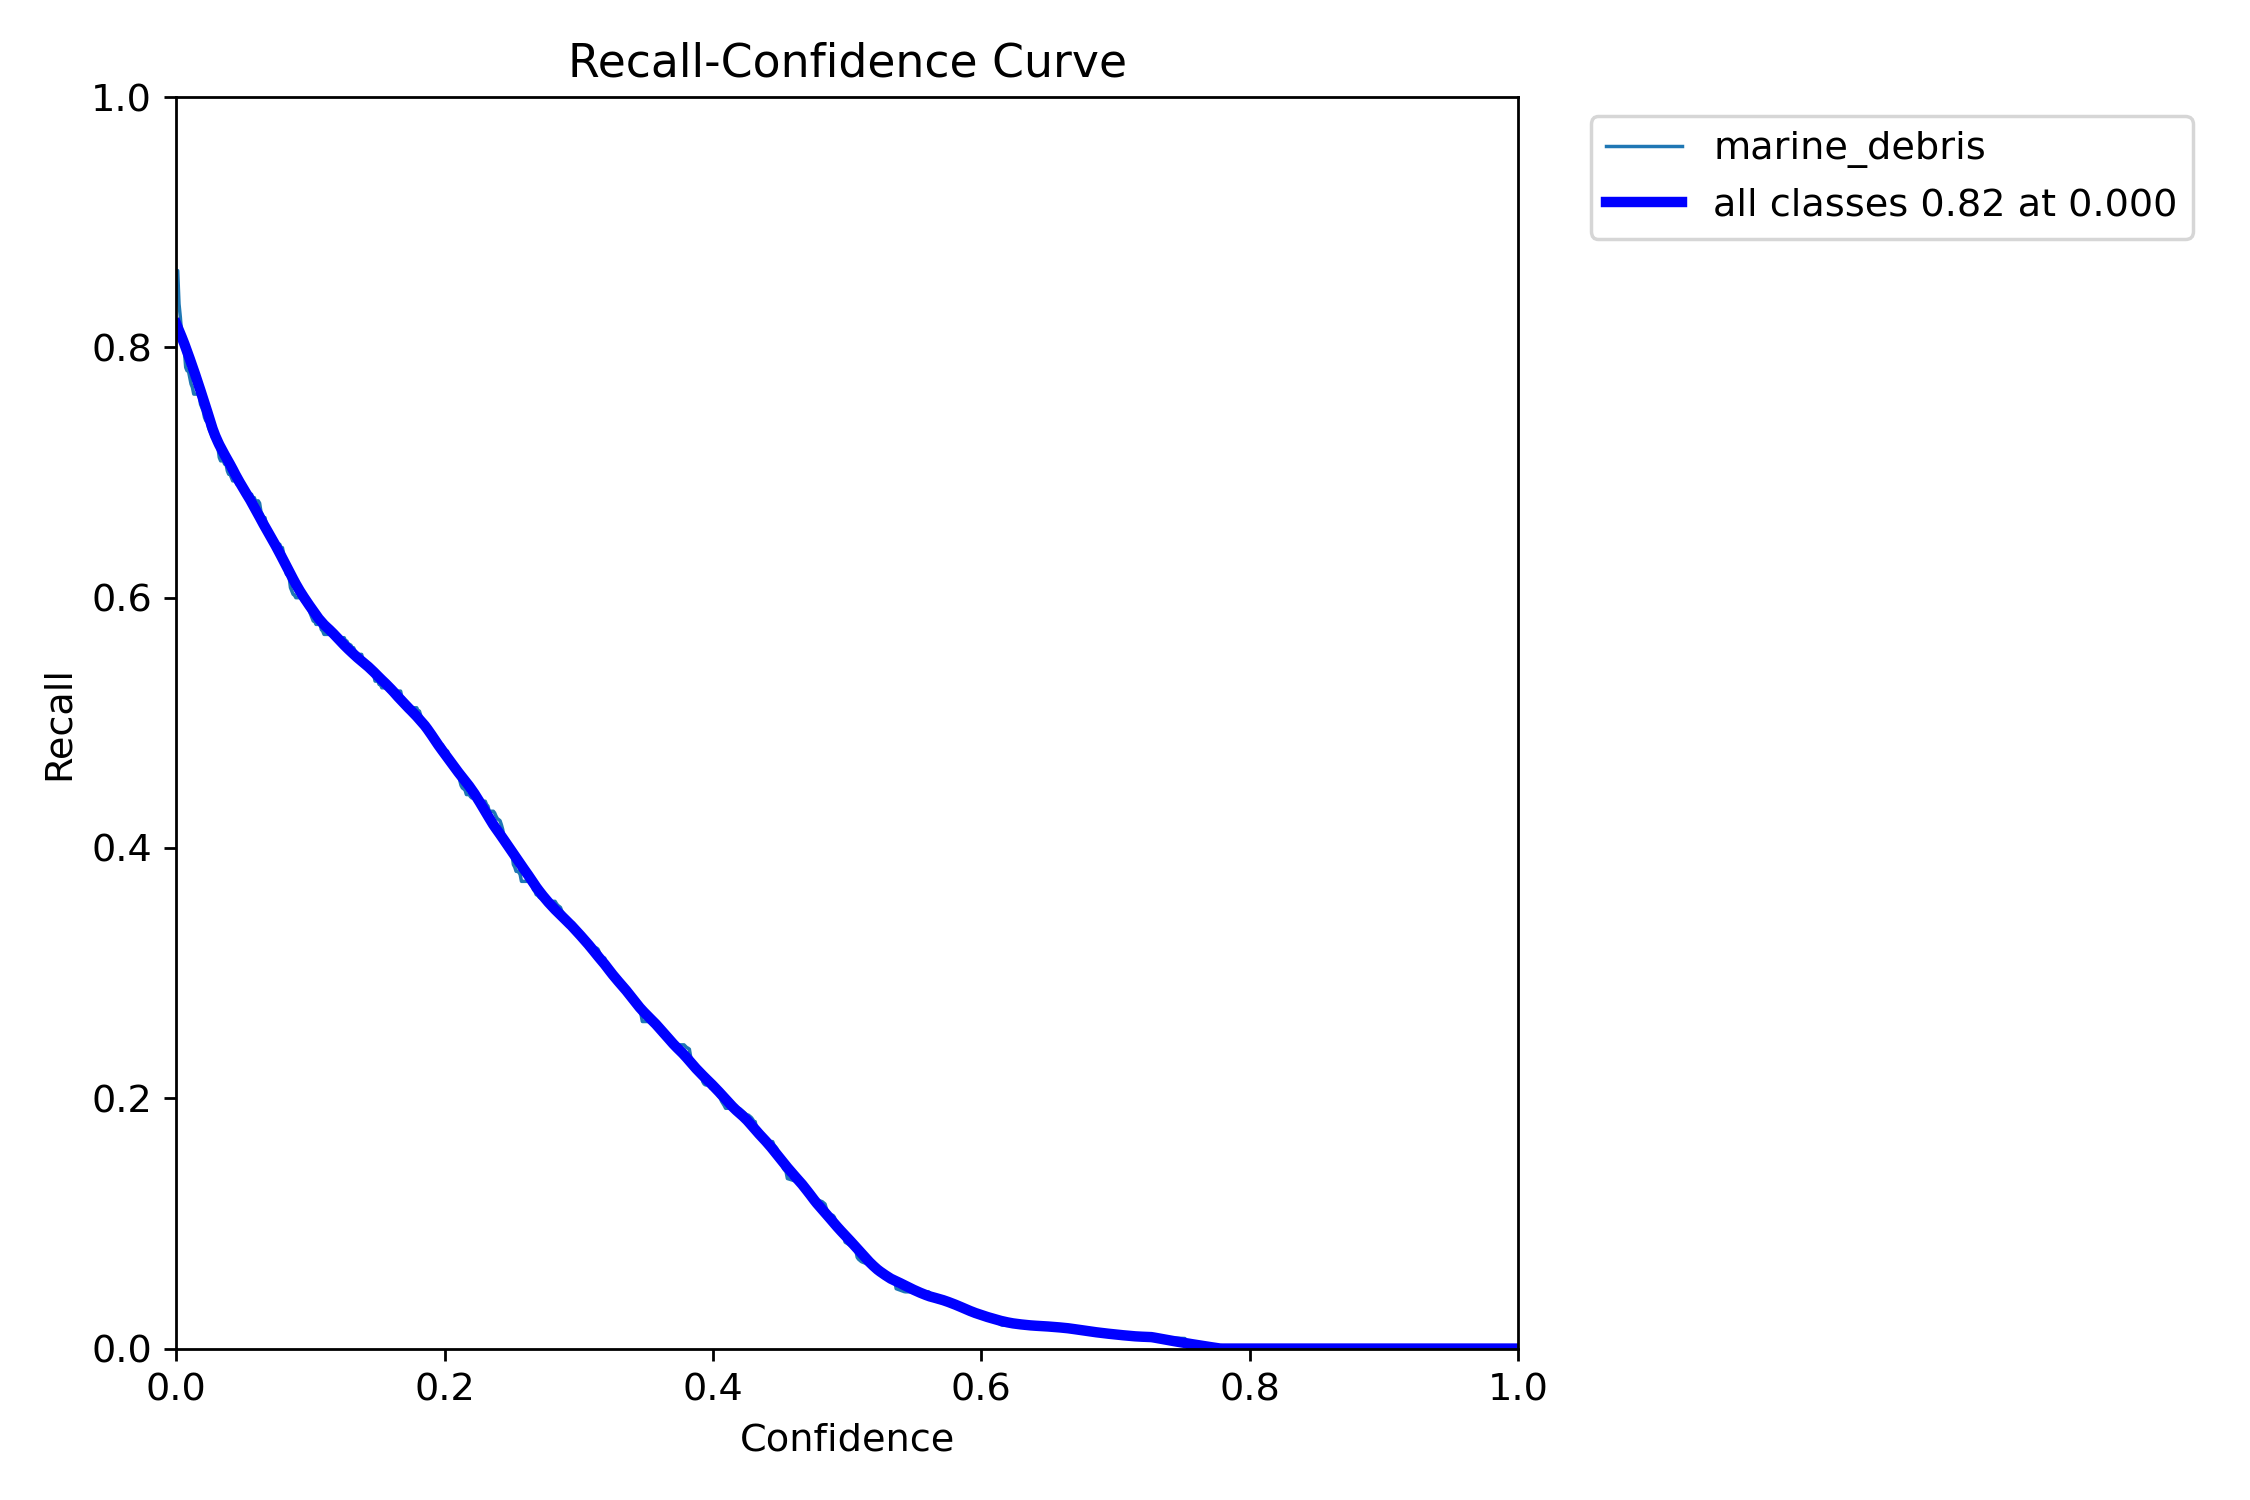 Recall-Confidence Curve
1.0
0.8
0.6
0.4
0.2
0.0
Recall
0.0 0.2 0.4 0.6 0.8 1.0
Confidence
marine_debris
all classes 0.82 at 0.000